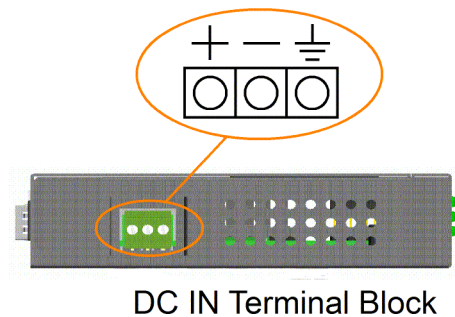 + —
DC IN Terminal Block